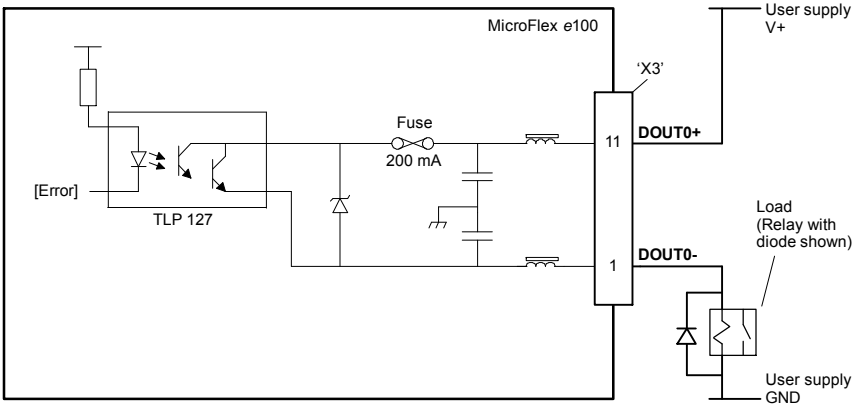 MicroFlex e100
User supply
V+
'X3'
Fuse
200 mA
11
DOUT0+
[Error]
TLP 127
Load
(Relay with
diode shown)
1
DOUT0-
User supply
GND